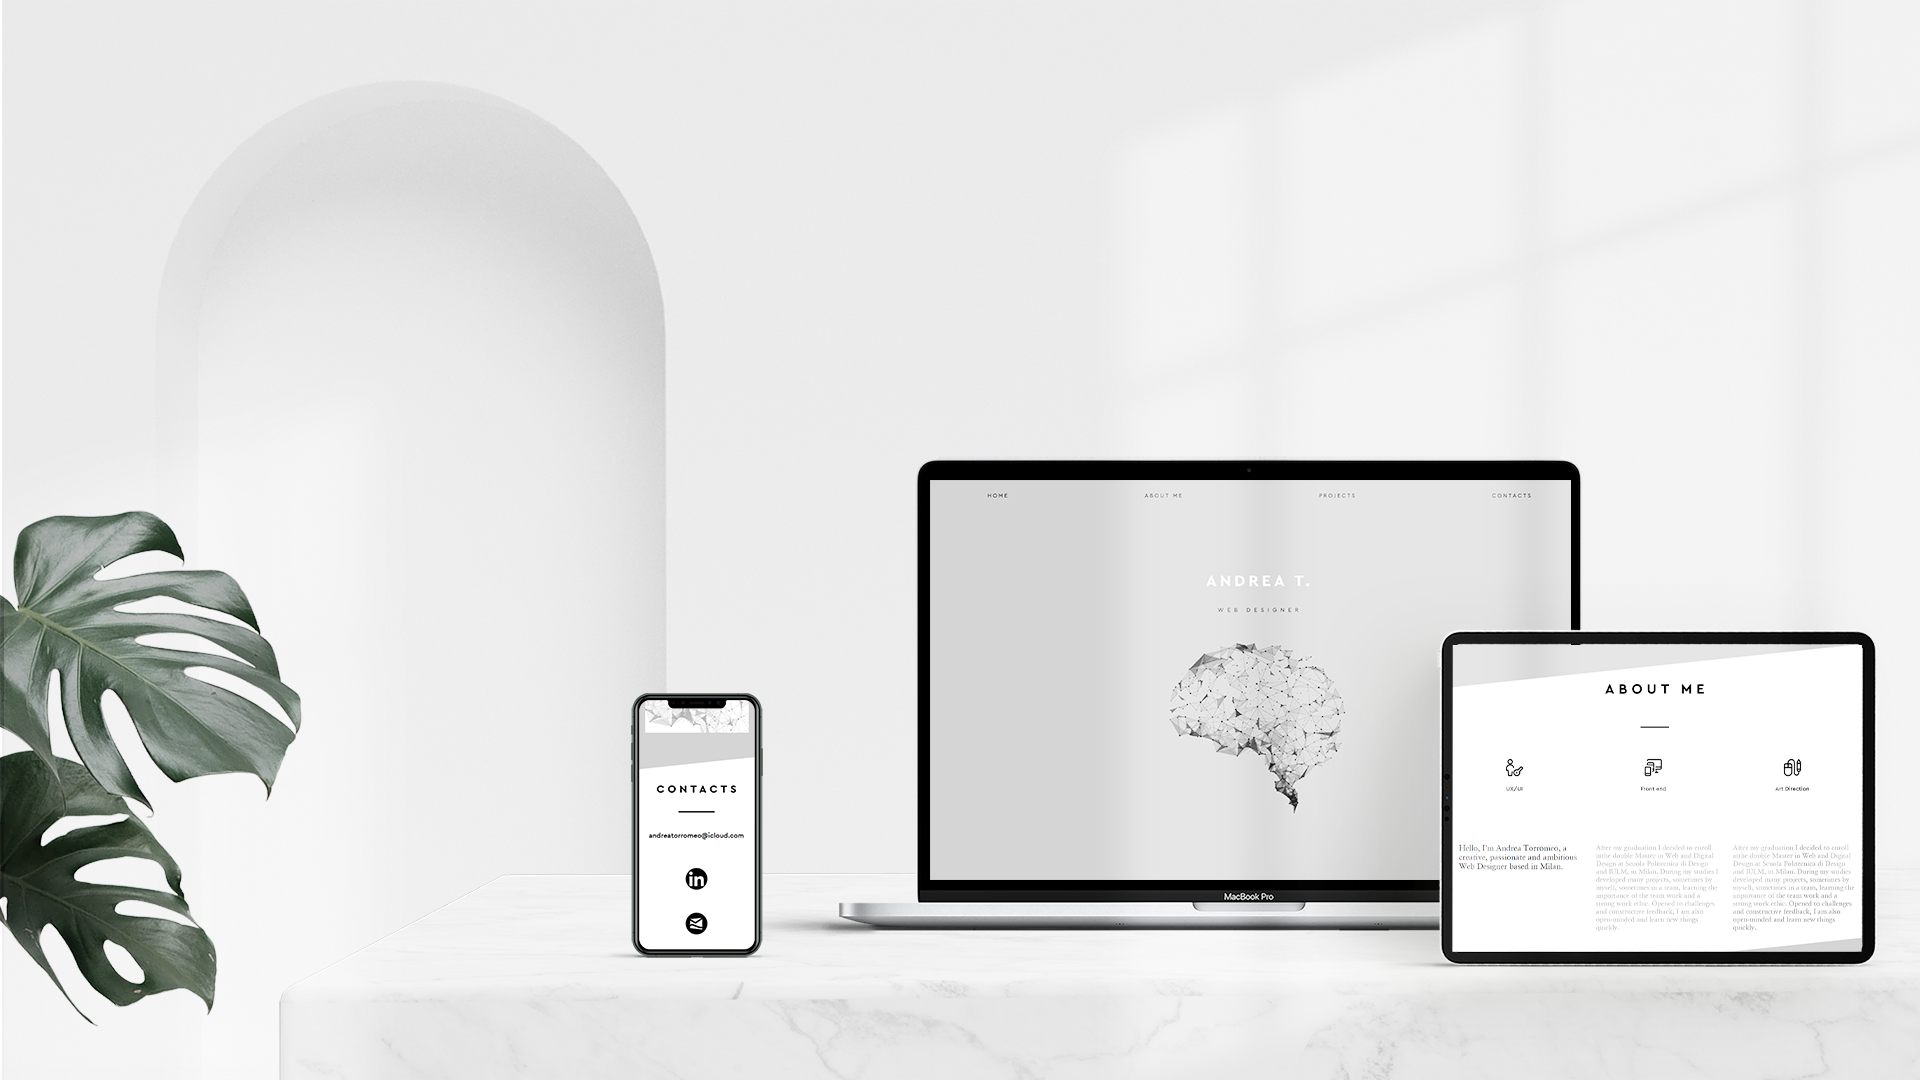 HOME ABOUT ME PROJECTS CONTACTS
ANDREA T.
WEB DESIGNER
MacBook Pro
CONTACTS
andreatorromeo@icloud.com
in
ABOUT ME
UX/UI
Front end
Art Direction
Hello, I'm Andrea Torromeo, a
creative, passionate and ambitious
Web Designer based in Milan.
After my graduation I decided to enroll
inthe double Master in Web and Digital
Design at Scuola Politecnica di Design
and IULM, in Milan. During my studies I
developed many projects, sometimes by
myself, sometimes in a team, learning the
importance of the team work and a
strong work ethic. Opened to challenges
and constructive feedback, I am also
open-minded and learn new things
quickly.
After my graduation I decided to enroll
inthe double Master in Web and Digital
Design at Scuola Politecnica di Design
and IULM, in Milan. During my studies
developed many projects, sometimes by
myself, sometimes in a team, learning the
importance of the team work and a
strong work ethic. Opened to challenges
and constructive feedback, I am also
open-minded and learn new things
quickly.